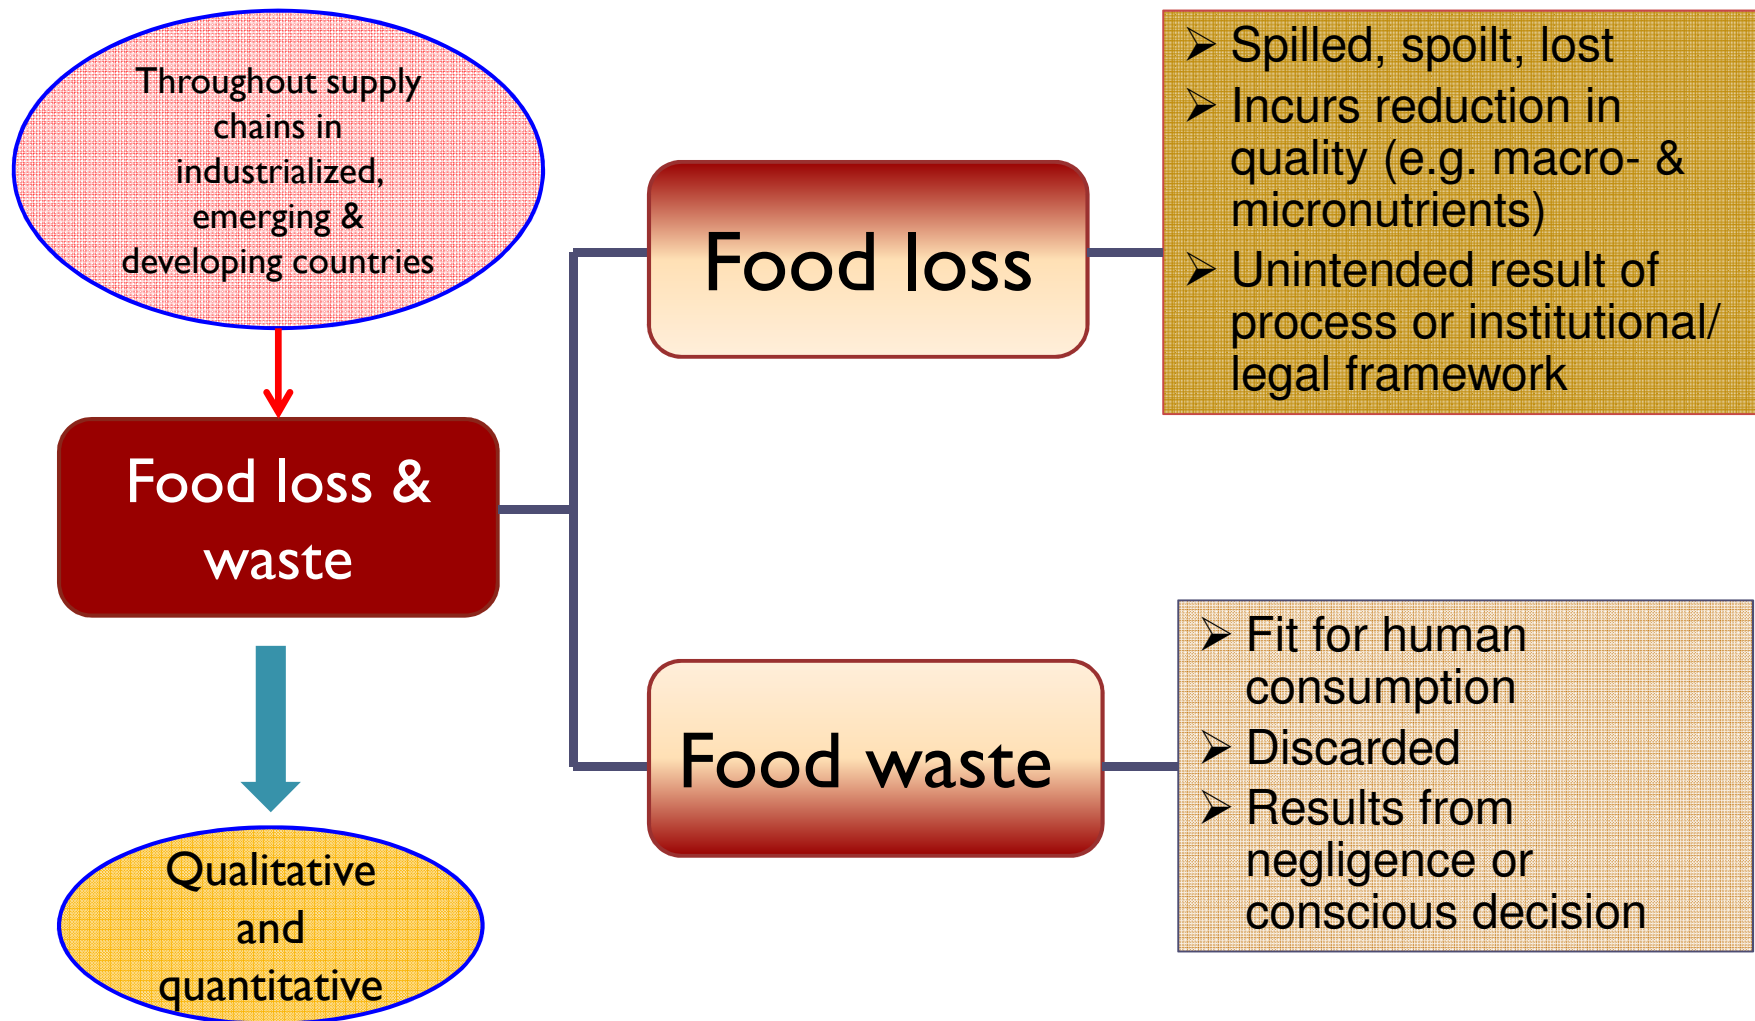 Throughout supply
chains in
industrialized,
emerging &
developing countries
Food loss &
waste
Qualitative
and
quantitative
Food loss
➢ Spilled, spoilt, lost
➢ Incurs reduction in
quality (e.g. macro- &
micronutrients)
➢ Unintended result of
process or institutional/
legal framework
Food waste
➢ Fit for human
consumption
➢ Discarded
➢ Results from
negligence or
conscious decision